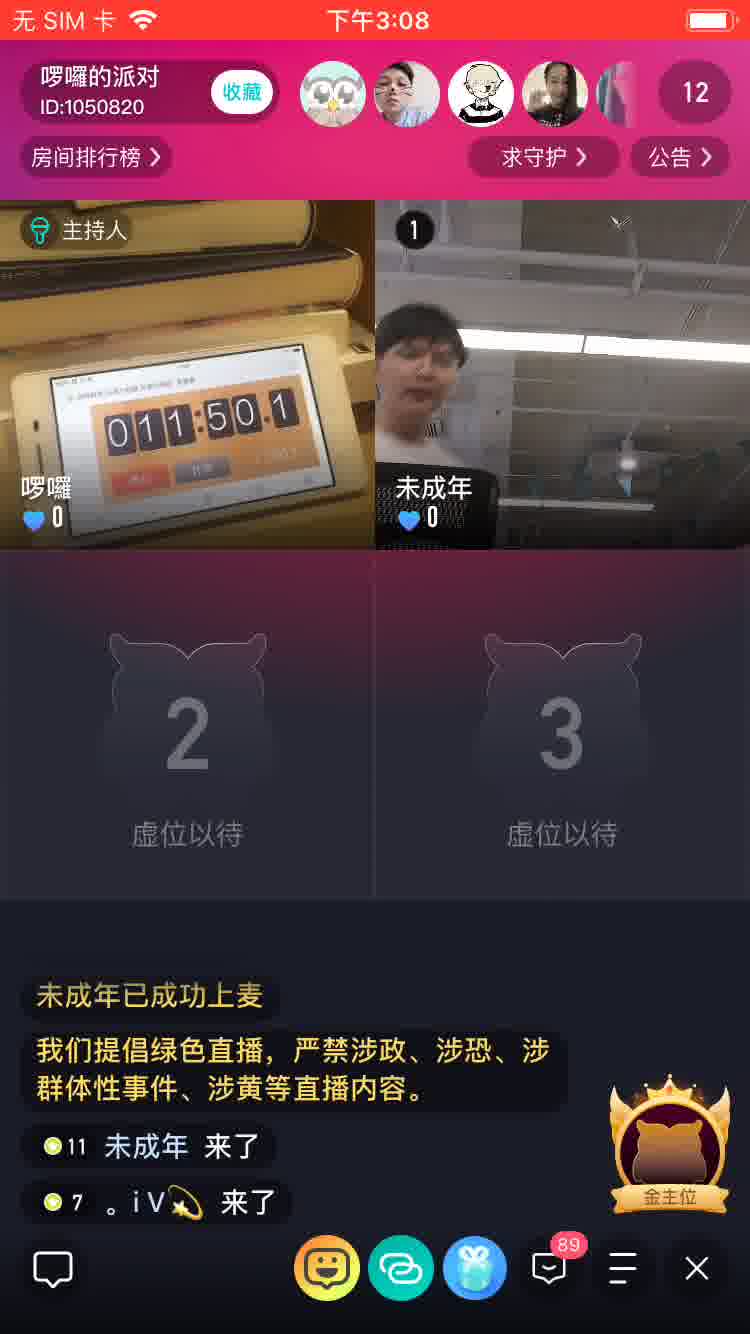 无 SIM 卡
下午3:08
啰囉的派对
ID:1050820
收藏
12
房间排行榜
求守护
公告
主持人
1
011:50.1
啰囉
0
未成年
0
2
虚位以待
3
虚位以待
未成年已成功上麦
我们提倡绿色直播，严禁涉政、涉恐、涉
群体性事件、涉黄等直播内容。
11 未成年 来了
7 。iV💫 来了
金主位
89